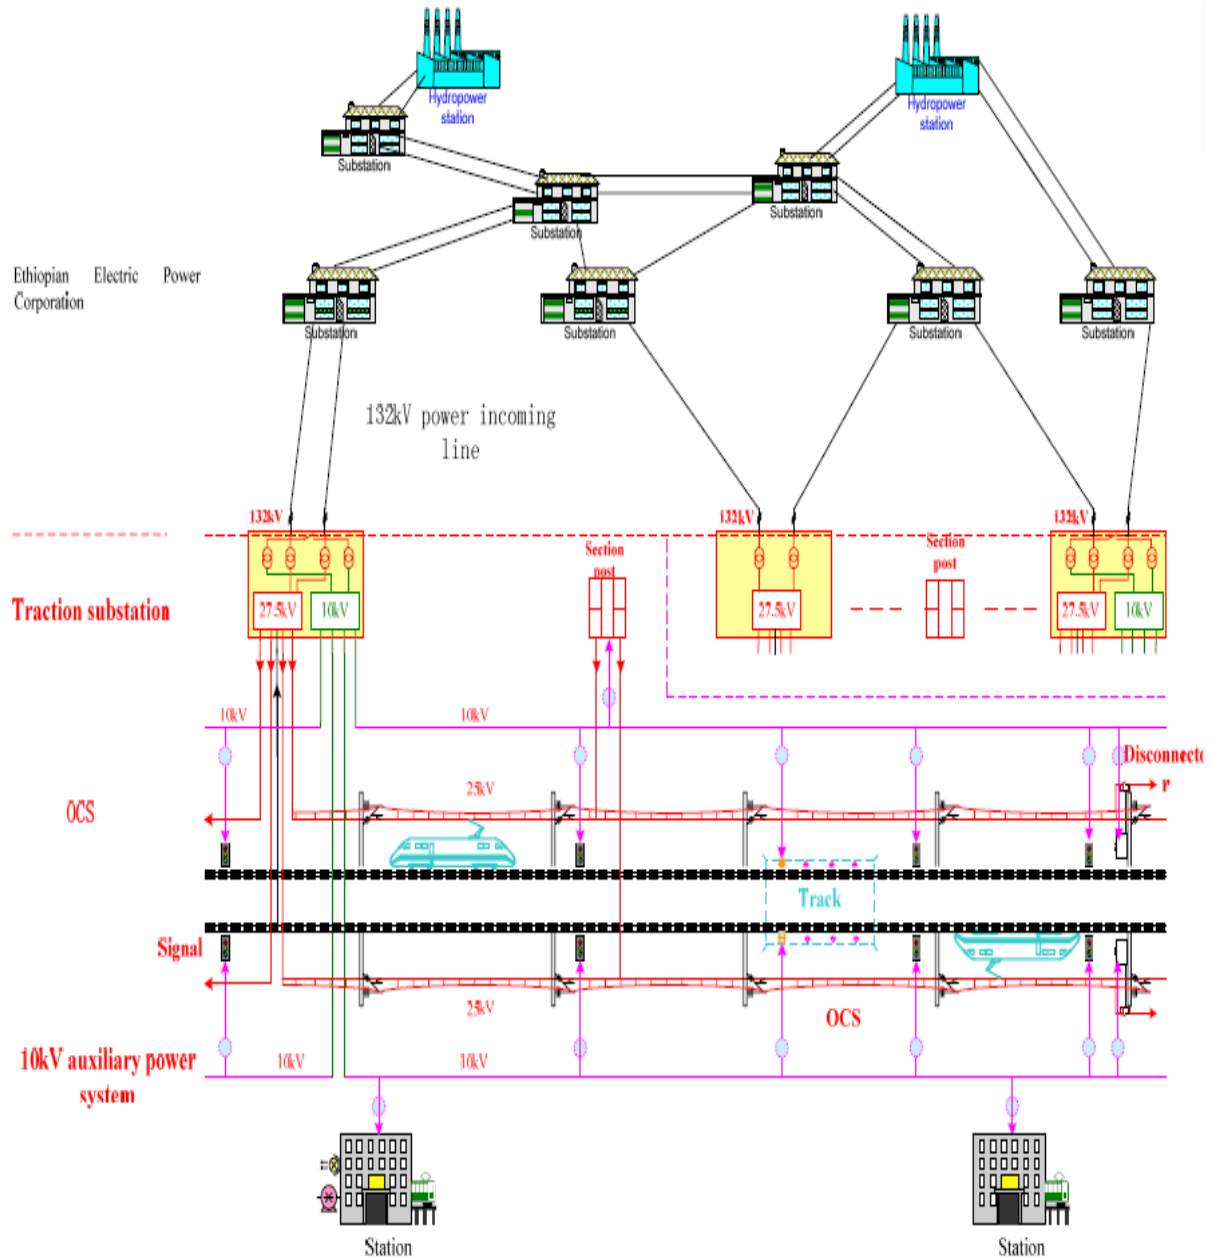 Hydropower
station
Hydropower
station
Substation
Substation
Substation
Ethiopian Electric Power
Corporation
Substation
Substation
Substation
Substation
132kV power incoming
line
132kV
132kV
132kV
Section
post
Section
post
Traction substation
27.5kV
10kV
27.5kV
27.5kV
10kV
10kV
10kV
Disconnecto
r
25kV
OCS
Track
Signal
25kV
OCS
10kV auxiliary power
system
10kV
10kV
Station
Station